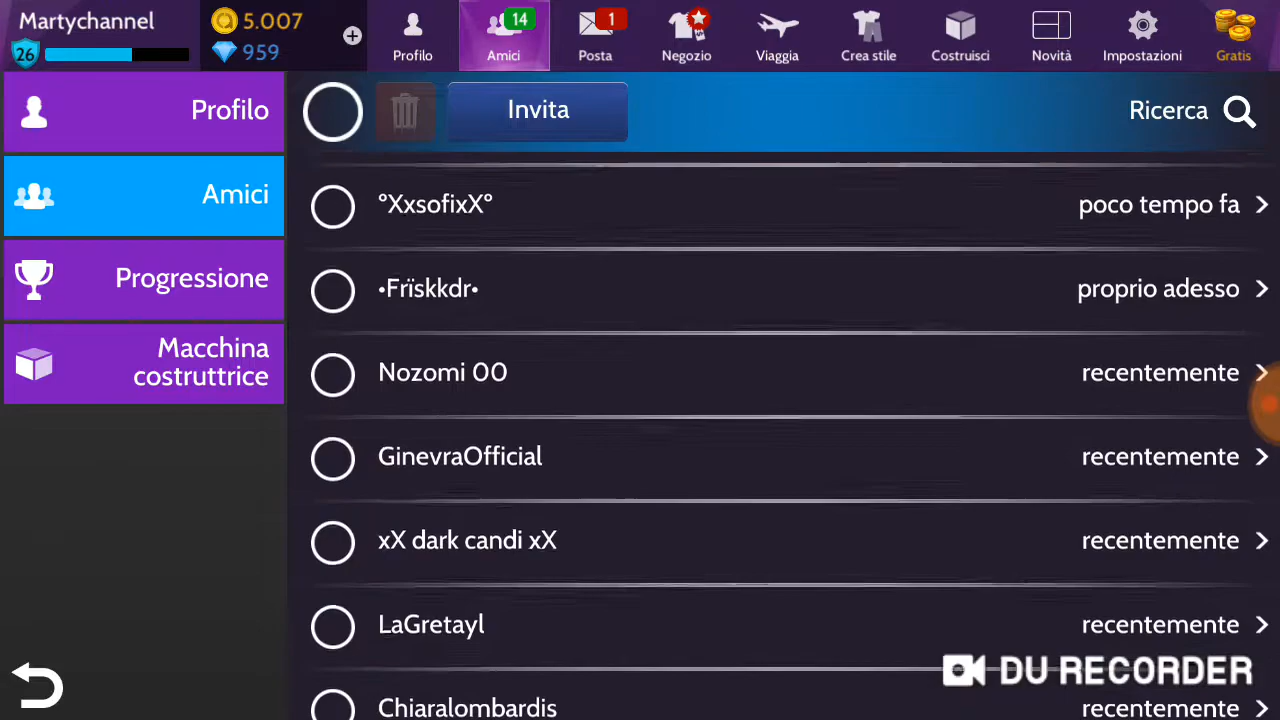 Martychannel
26
5.007
959
Profilo
14
Amici
1
Posta
Negozio
Viaggia
Crea stile
Costruisci
Novità
Impostazioni
Gratis
Profilo
Amici
Progressione
Macchina
costruttrice
Invita
Ricerca
°XxsofixX° poco tempo fa
•Frïskkdr• proprio adesso
Nozomi 00 recentemente
GinevraOfficial recentemente
xX dark candi xX recentemente
LaGretayl recentemente
Chiaralombardis recentemente
DU RECORDER